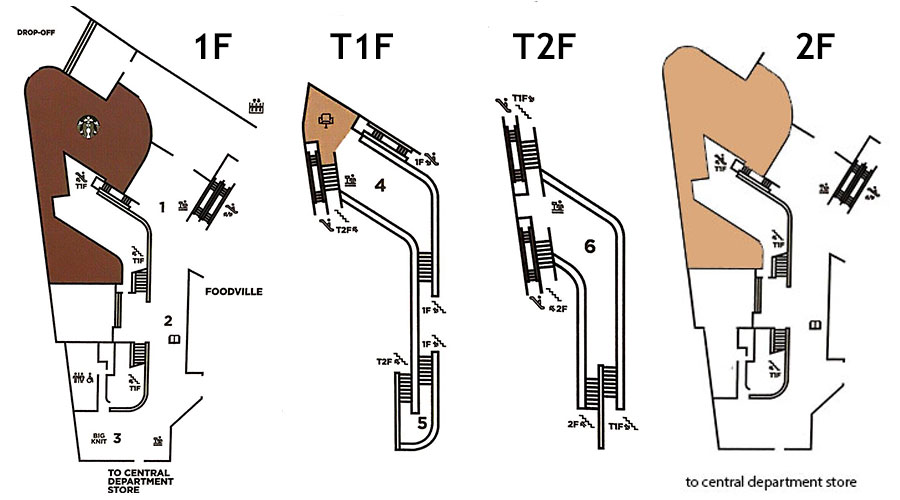 DROP-OFF
1F
T1F
T2F
2F
T1F
1
T1F
2
FOODVILLE
T1F
BIG
KNIT
3
TO CENTRAL
DEPARTMENT
STORE
1F
4
T2F
1F
1F
T2F
5
T1F
6
2F
2F
T1F
T1F
T1F
T1F
to central department store